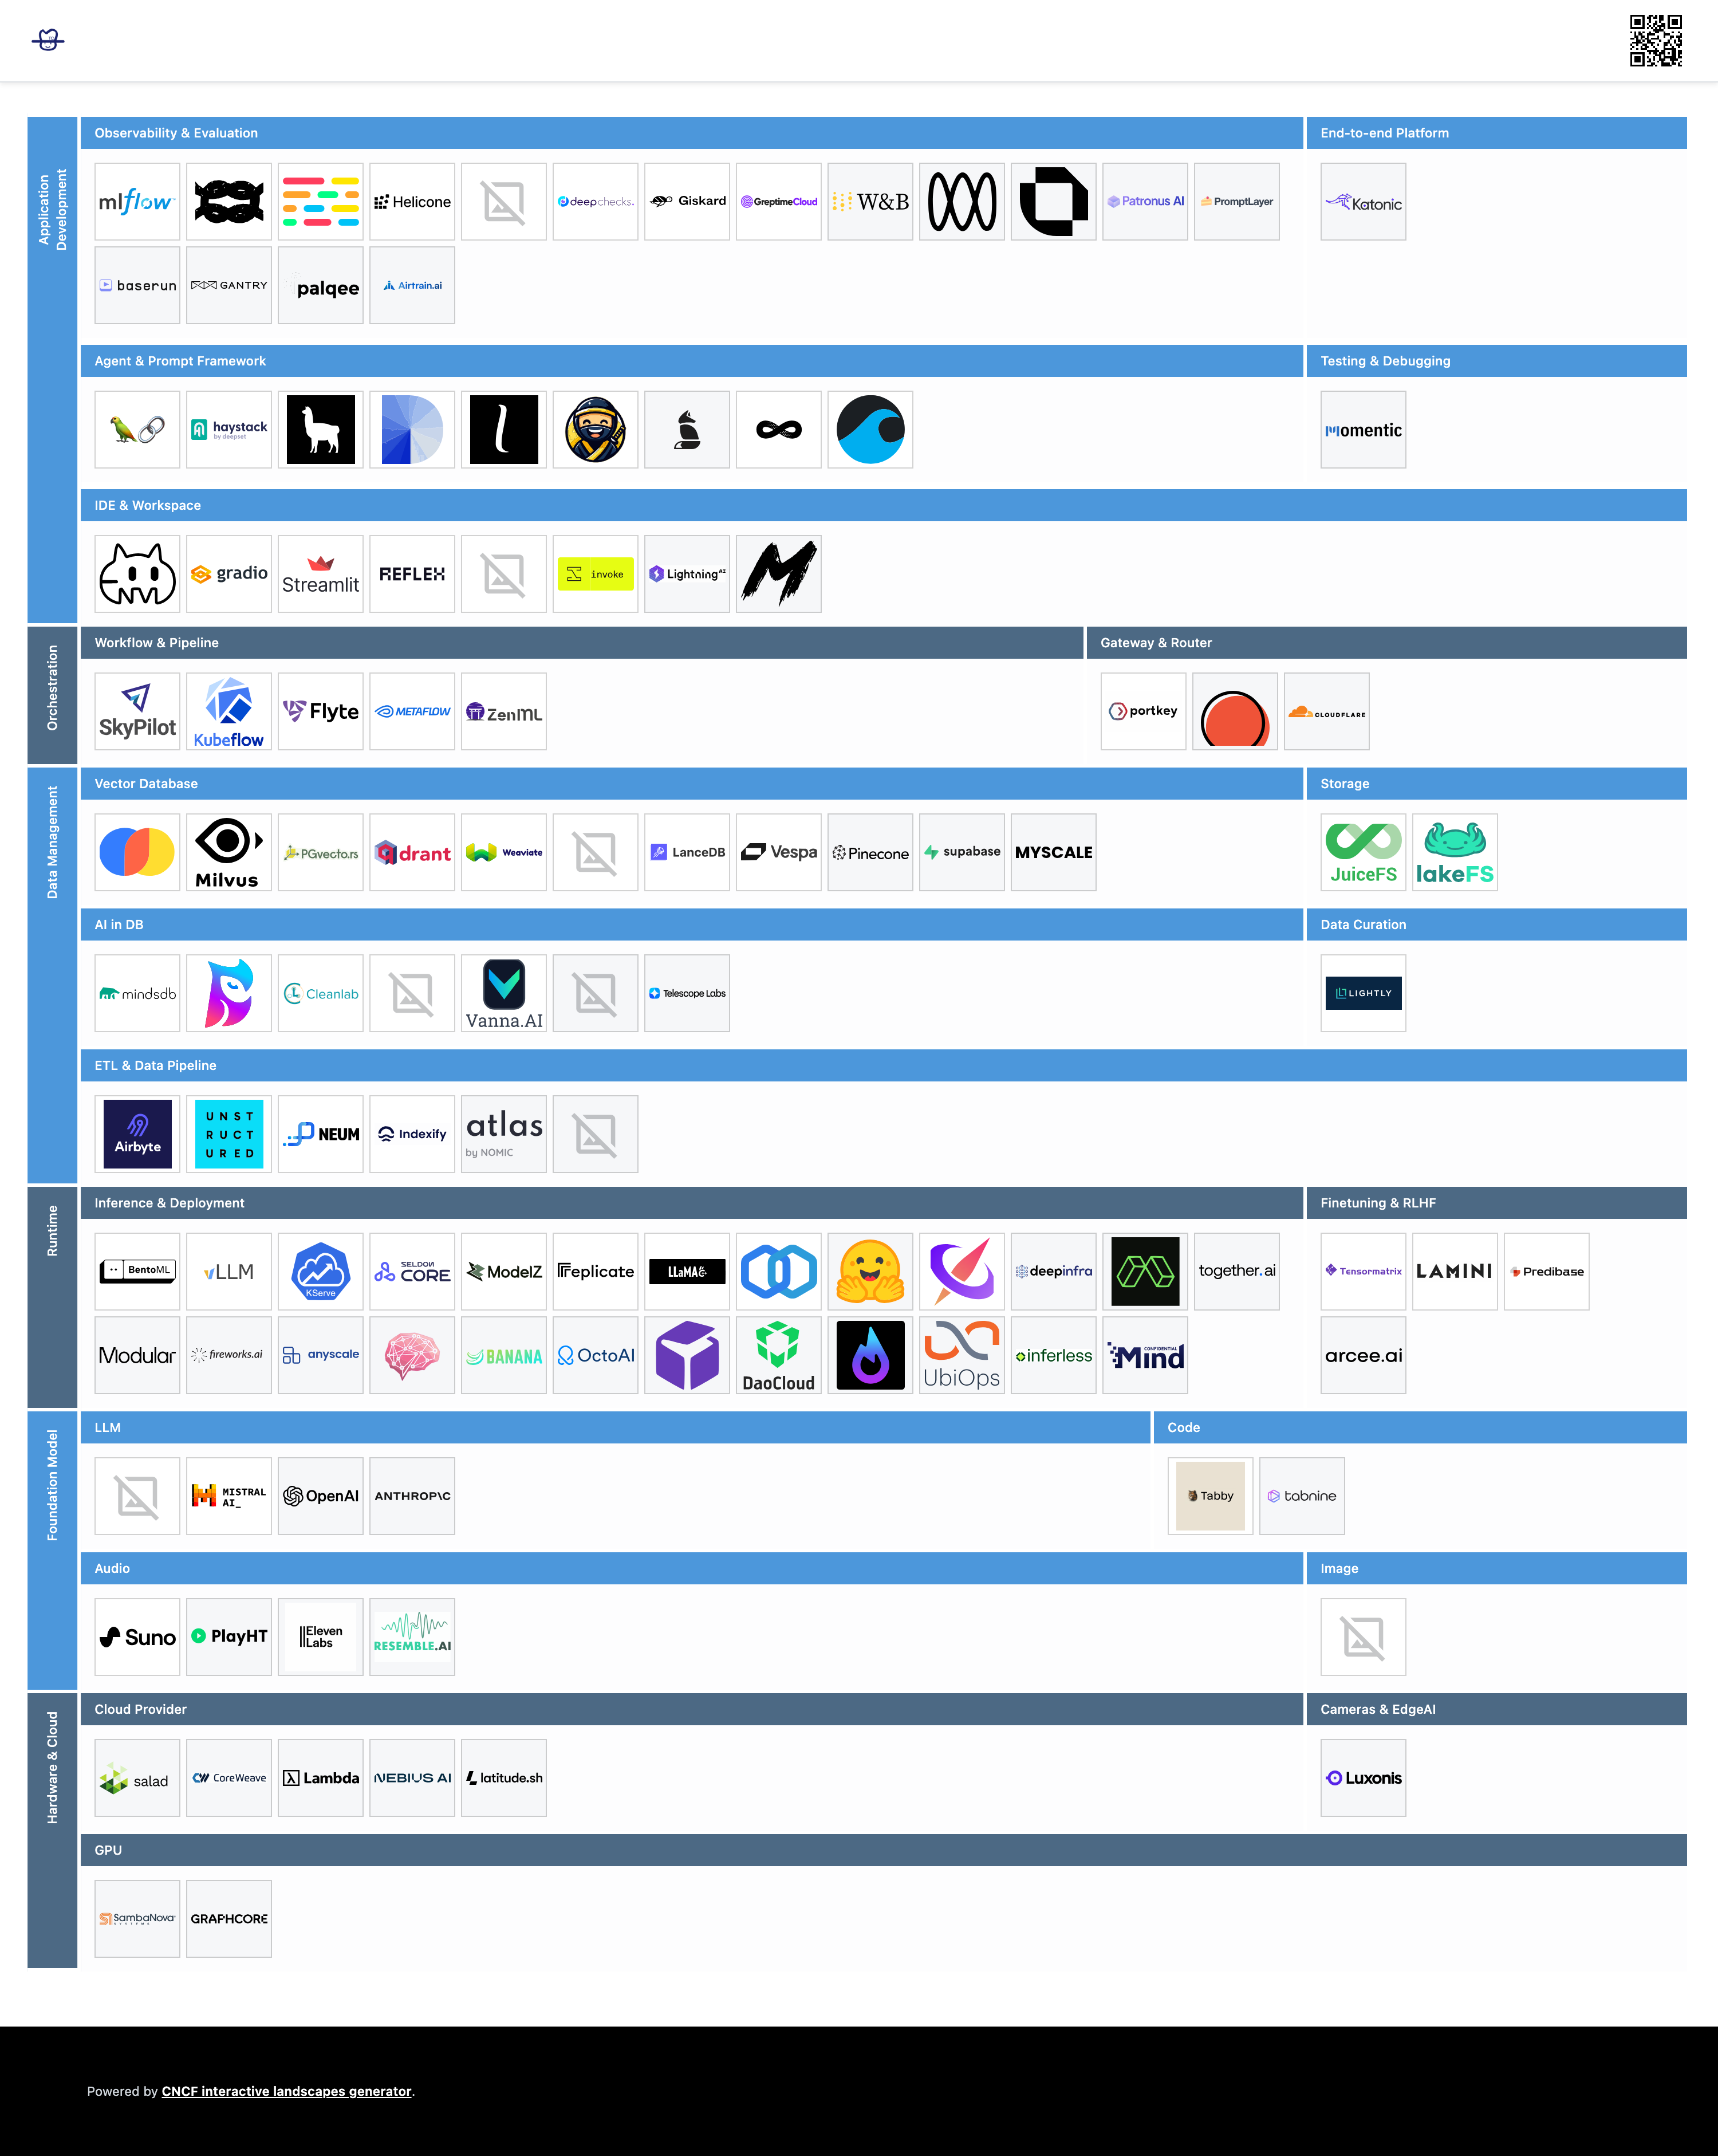 Application
Development
Observability & Evaluation
End-to-end Platform
mlflow
Helicone
deepchecks.
Giskard
GreptimeCloud
W&B
Patronus AI
PromptLayer
Katonic
baserun
GANTRY
palqee
Airtrain.ai
Agent & Prompt Framework
Testing & Debugging
haystack
by deepset
Momentic
IDE & Workspace
gradio
Streamlit
REFLEX
invoke
Lightning AI
Orchestration
Workflow & Pipeline
Gateway & Router
SkyPilot
Kubeflow
Flyte
METAFLOW
ZenML
portkey
CLOUDFLARE
Data Management
Vector Database
Storage
Milvus
PGvecto.rs
qdrant
Weaviate
LanceDB
Vespa
Pinecone
supabase
MYSCALE
JuiceFS
lakeFS
AI in DB
Data Curation
mindsdb
Cleanlab
Vanna.AI
Telescope Labs
LIGHTLY
ETL & Data Pipeline
Airbyte
UNST
RUCT
URED
NEUM
Indexify
atlas
by NOMIC
Runtime
Inference & Deployment
Finetuning & RLHF
BentoML
vLLM
KServe
SELDON
CORE
ModelZ
Replicate
LLaMA
deepinfra
together.ai
Tensormatrix
LAMINI
Predibase
Modular
fireworks.ai
anyscale
BANANA
OctoAI
DaoCloud
UbiOps
inferless
CONFIDENTIAL
Mind
arcee.ai
Foundation Model
LLM
Code
MISTRAL
AI_
OpenAI
ANTHROP\C
Tabby
tabnine
Audio
Image
Suno
PlayHT
||Eleven
Labs
RESEMBLE.AI
Hardware & Cloud
Cloud Provider
Cameras & EdgeAI
salad
CoreWeave
Lambda
NEBIUS AI
latitude.sh
Luxonis
GPU
SambaNova
SYSTEMS
GRAPHCORE
Powered by CNCF interactive landscapes generator.